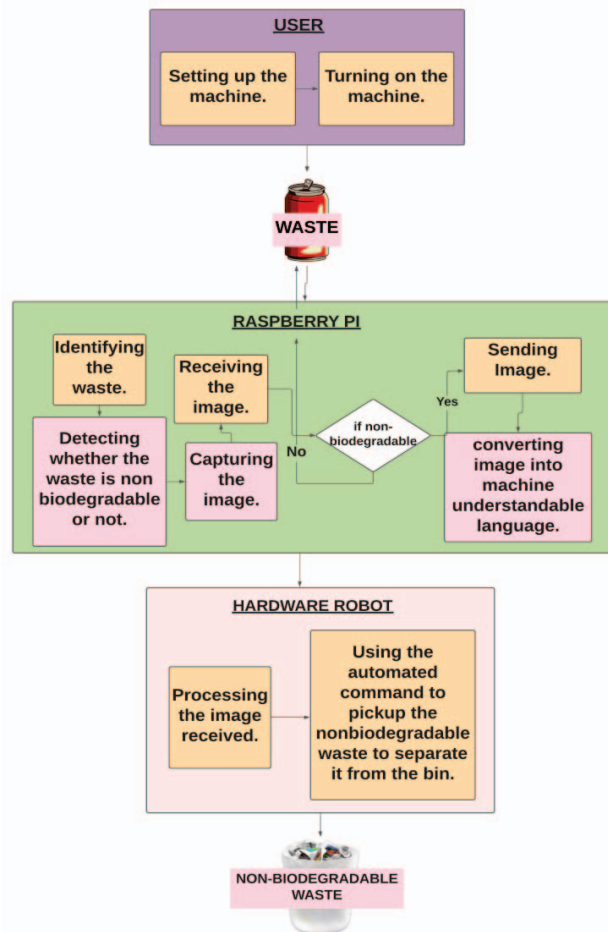 USER
Setting up the
machine.
Turning on the
machine.
WASTE
RASPBERRY PI
Identifying
the
waste.
Detecting
whether the
waste is non
biodegradable
or not.
Receiving
the
image.
Capturing
the
image.
if non-
biodegradable
No
Yes
Sending
Image.
converting
image into
machine
understandable
language.
HARDWARE ROBOT
Processing
the image
received.
Using the
automated
command to
pickup the
nonbiodegradable
waste to separate
it from the bin.
NON-BIODEGRADABLE
WASTE